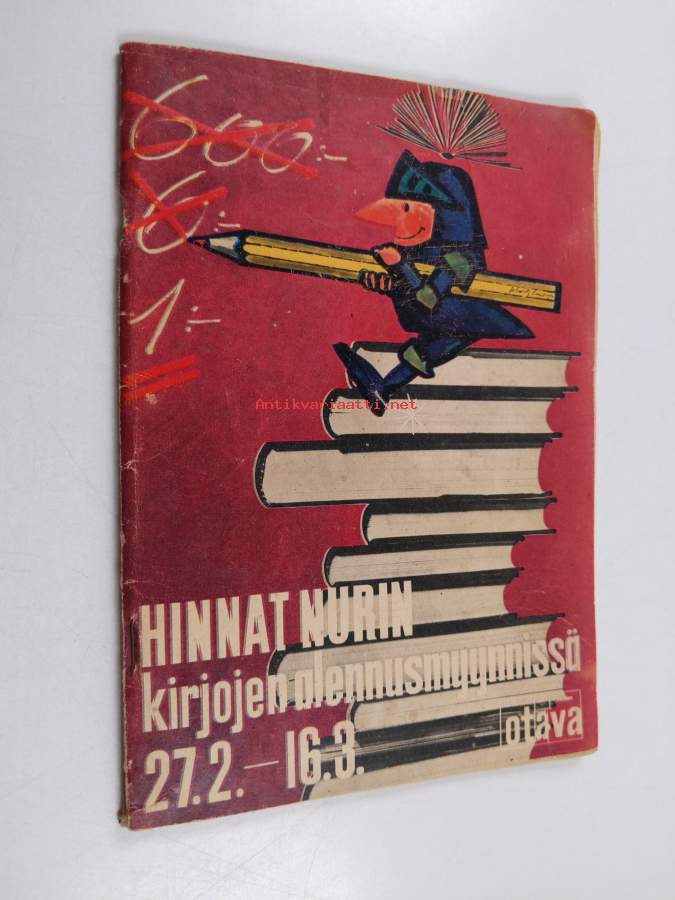 600:-
6:-
1:-
Antikvariaatti.net
HINNAT NURIN
kirjojen alennusmyynnissä
27.2.—16.3.
otava